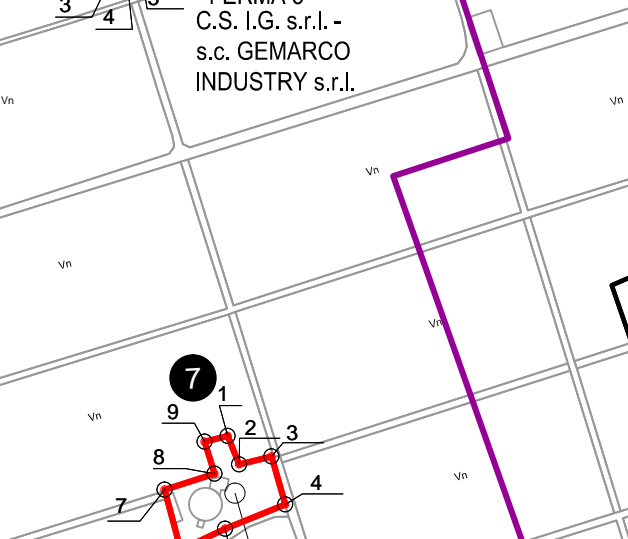 3
4
5
C.S. I.G. s.r.l. -
s.c. GEMARCO
INDUSTRY s.r.l.
Vn
Vn
Vn
Vn
Vn
Vn
Vn
7
1
9
2
3
8
4
7